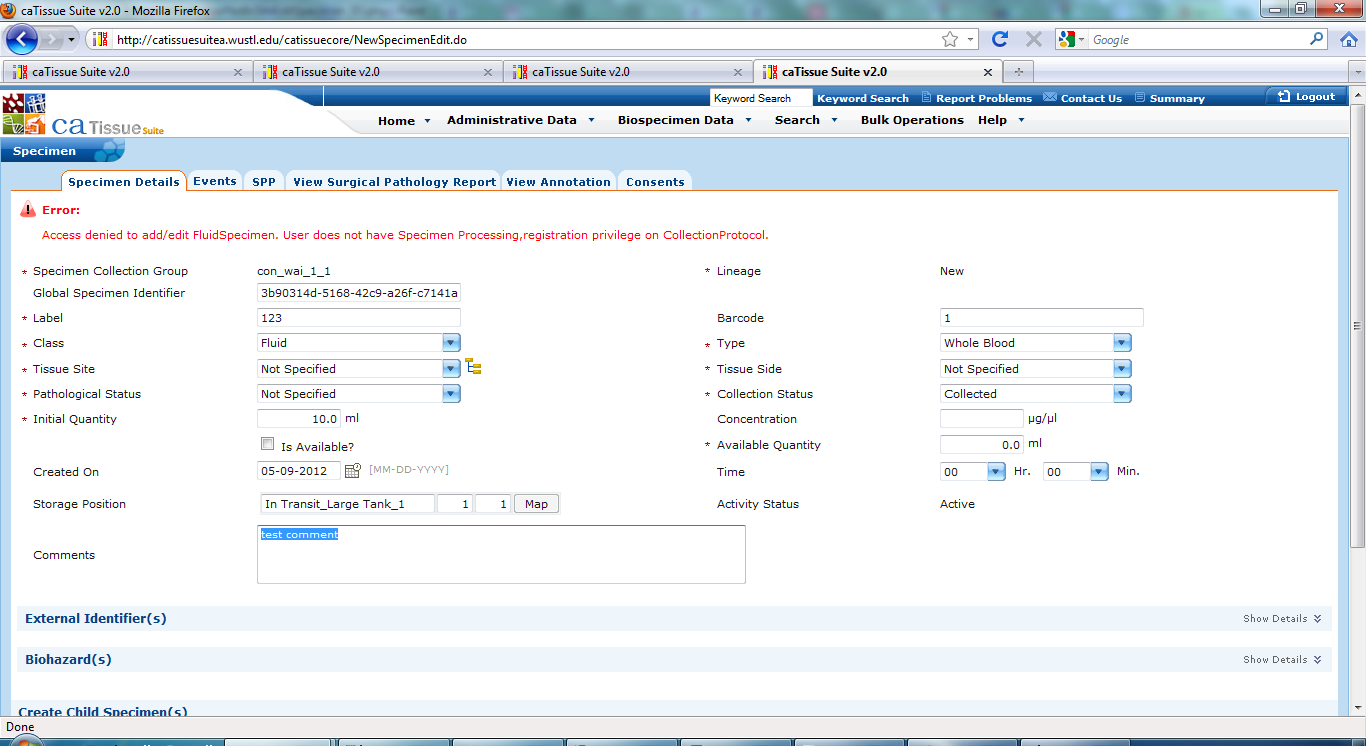 caTissue Suite v2.0 - Mozilla Firefox
http://catissuesuitea.wustl.edu/catissuecore/NewSpecimenEdit.do
Google
caTissue Suite v2.0
caTissue Suite v2.0
caTissue Suite v2.0
caTissue Suite v2.0
Keyword Search Keyword Search Report Problems Contact Us Summary Logout
ca Tissue Suite
Home Administrative Data Biospecimen Data Search Bulk Operations Help
Specimen
Specimen Details Events SPP View Surgical Pathology Report View Annotation Consents
Error:
Access denied to add/edit FluidSpecimen. User does not have Specimen Processing,registration privilege on CollectionProtocol.
* Specimen Collection Group con_wai_1_1 * Lineage New
Global Specimen Identifier 3b90314d-5168-42c9-a26f-c7141a
* Label 123 Barcode 1
* Class Fluid * Type Whole Blood
* Tissue Site Not Specified * Tissue Side Not Specified
* Pathological Status Not Specified * Collection Status Collected
* Initial Quantity 10.0 ml Concentration µg/µl
Is Available? * Available Quantity 0.0 ml
Created On 05-09-2012 [MM-DD-YYYY] Time 00 Hr. 00 Min.
Storage Position In Transit_Large Tank_1 1 1 Map Activity Status Active
Comments test comment
External Identifier(s) Show Details
Biohazard(s) Show Details
Create Child Specimen(s)
Done